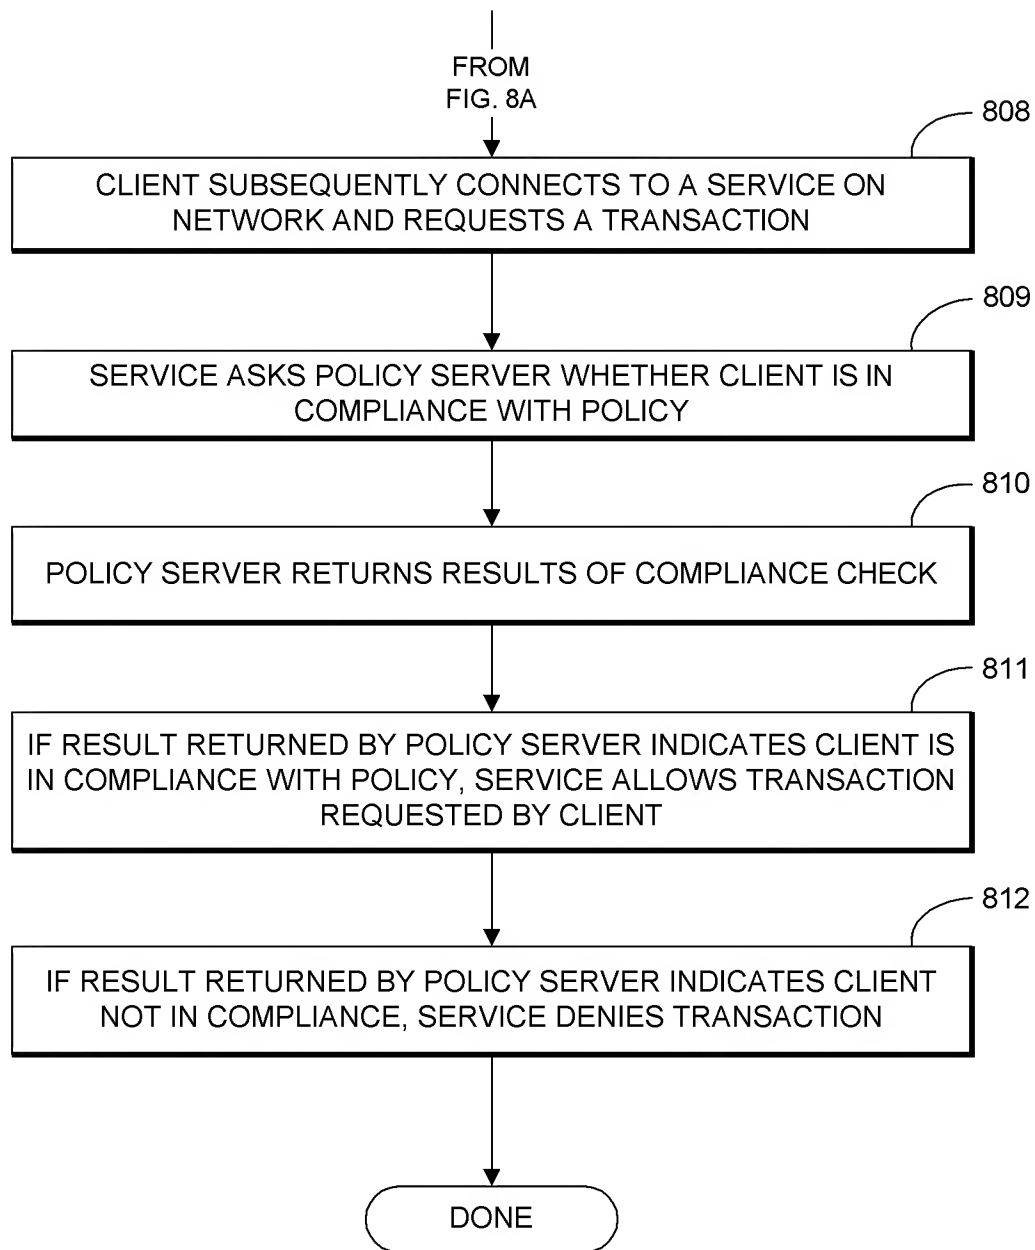 FROM
FIG. 8A
808
CLIENT SUBSEQUENTLY CONNECTS TO A SERVICE ON
NETWORK AND REQUESTS A TRANSACTION
809
SERVICE ASKS POLICY SERVER WHETHER CLIENT IS IN
COMPLIANCE WITH POLICY
810
POLICY SERVER RETURNS RESULTS OF COMPLIANCE CHECK
811
IF RESULT RETURNED BY POLICY SERVER INDICATES CLIENT IS
IN COMPLIANCE WITH POLICY, SERVICE ALLOWS TRANSACTION
REQUESTED BY CLIENT
812
IF RESULT RETURNED BY POLICY SERVER INDICATES CLIENT
NOT IN COMPLIANCE, SERVICE DENIES TRANSACTION
DONE